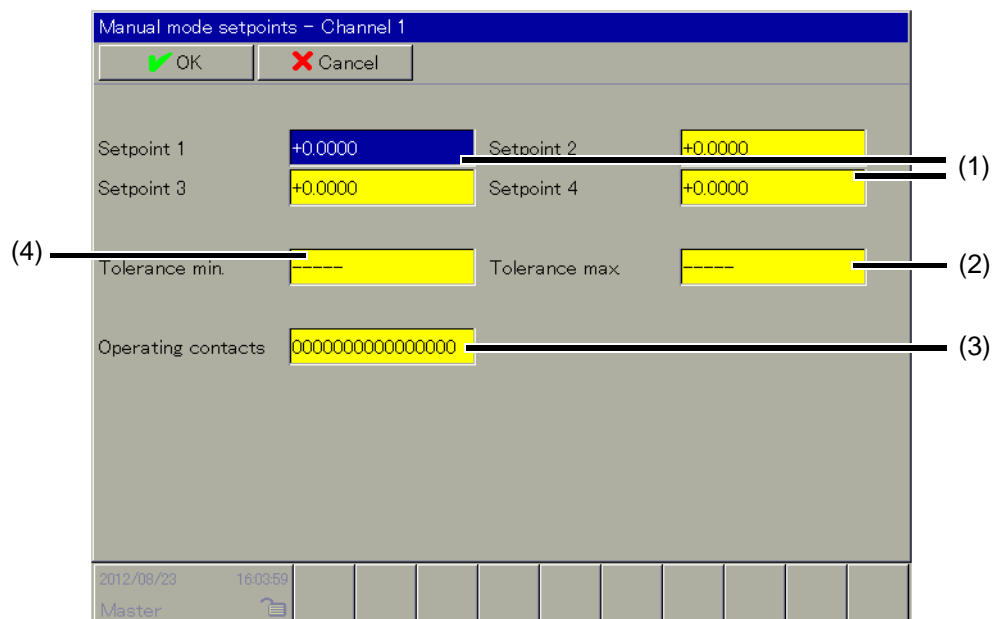 Manual mode setpoints - Channel 1
OK Cancel
Setpoint 1 +0.0000 Setpoint 2 +0.0000 (1)
Setpoint 3 +0.0000 Setpoint 4 +0.0000
(4) Tolerance min. ----- Tolerance max. ----- (2)
Operating contacts 0000000000000000 (3)
2012/08/23 16:03:59
Master